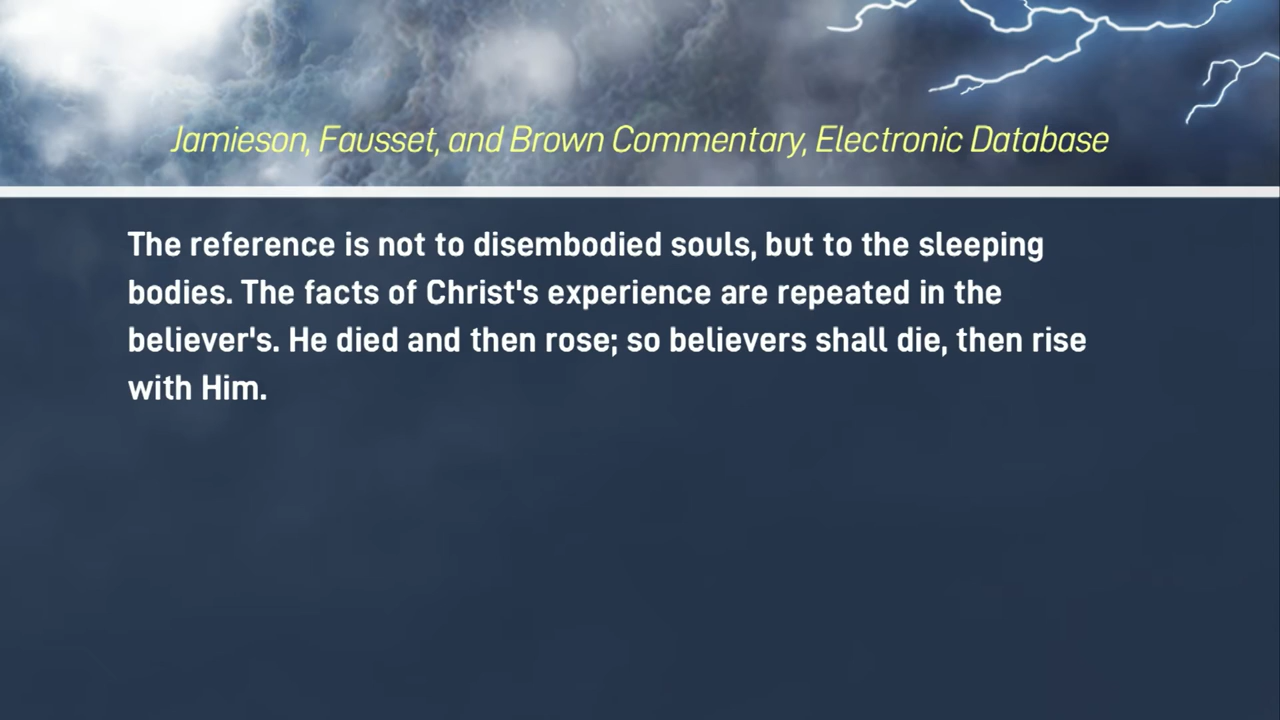 Jamieson, Fausset, and Brown Commentary, Electronic Database
The reference is not to disembodied souls, but to the sleeping
bodies. The facts of Christ's experience are repeated in the
believer's. He died and then rose; so believers shall die, then rise
with Him.